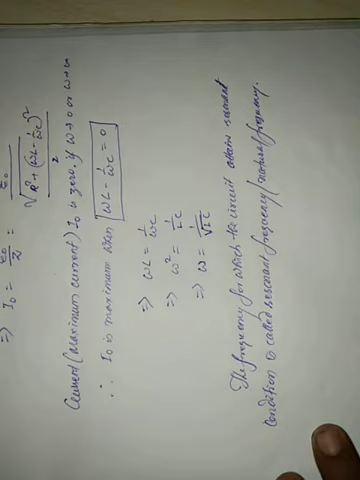 ⇒ I₀ = E₀/Z = E₀/√(R²+(ωL-1/ωC)²)
Current (maximum current) I₀ is zero, if ω→0 or ω→∞
∴ I₀ is maximum when ωL - 1/ωC = 0
⇒ ωL = 1/ωC
⇒ ω² = 1/LC
⇒ ω = 1/√LC
The frequency for which the circuit attain resonant
condition is called resonant frequency/natural frequency.